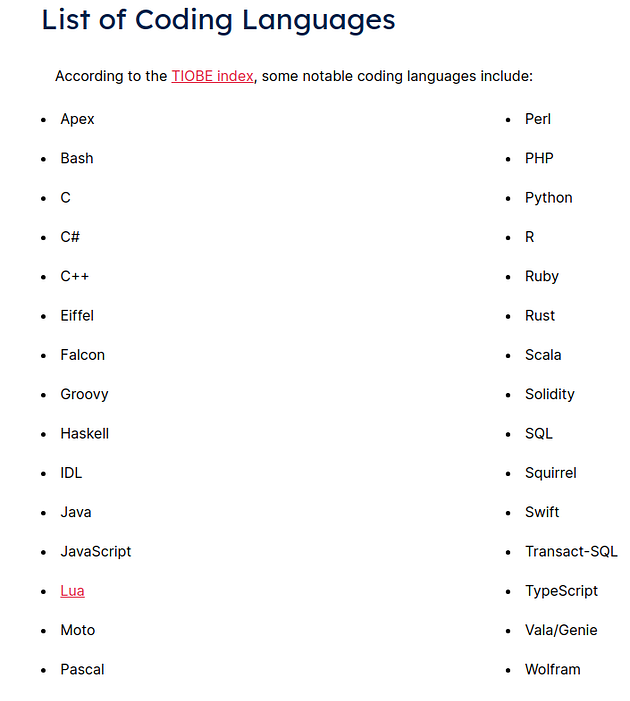 List of Coding Languages
According to the TIOBE index, some notable coding languages include:
Apex
Bash
C
C#
C++
Eiffel
Falcon
Groovy
Haskell
IDL
Java
JavaScript
Lua
Moto
Pascal
Perl
PHP
Python
R
Ruby
Rust
Scala
Solidity
SQL
Squirrel
Swift
Transact-SQL
TypeScript
Vala/Genie
Wolfram